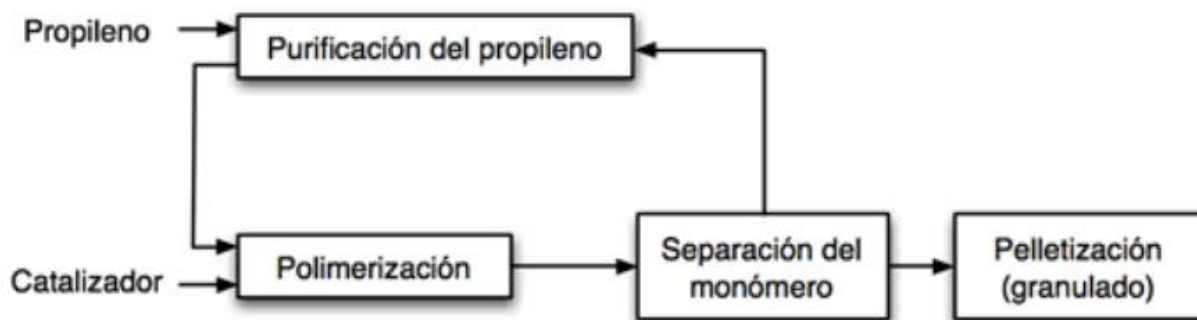 Propileno
Purificación del propileno
Catalizador
Polimerización
Separación del
monómero
Pelletización
(granulado)